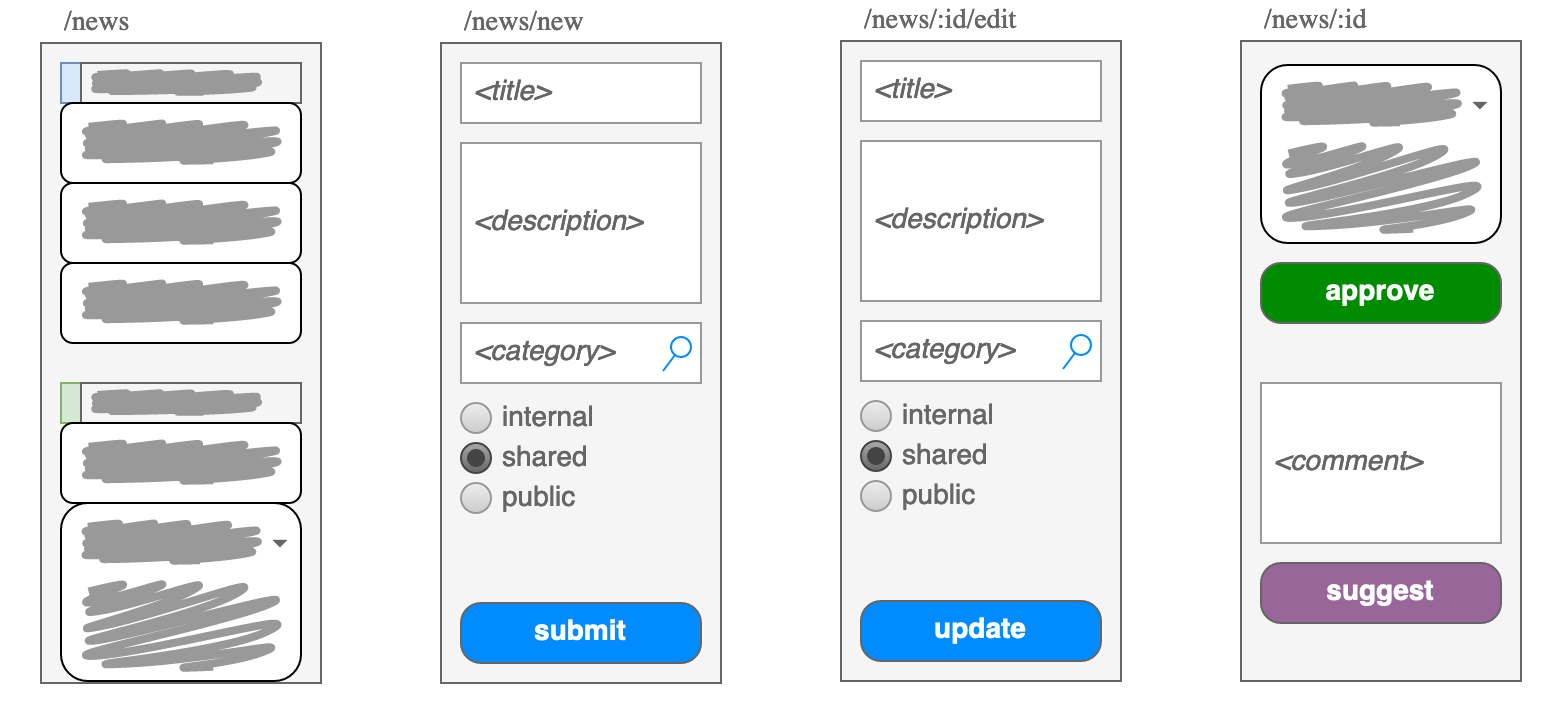 /news
/news/new
<title>
<description>
<category>
internal
shared
public
submit
/news/:id/edit
<title>
<description>
<category>
internal
shared
public
update
/news/:id
approve
<comment>
suggest